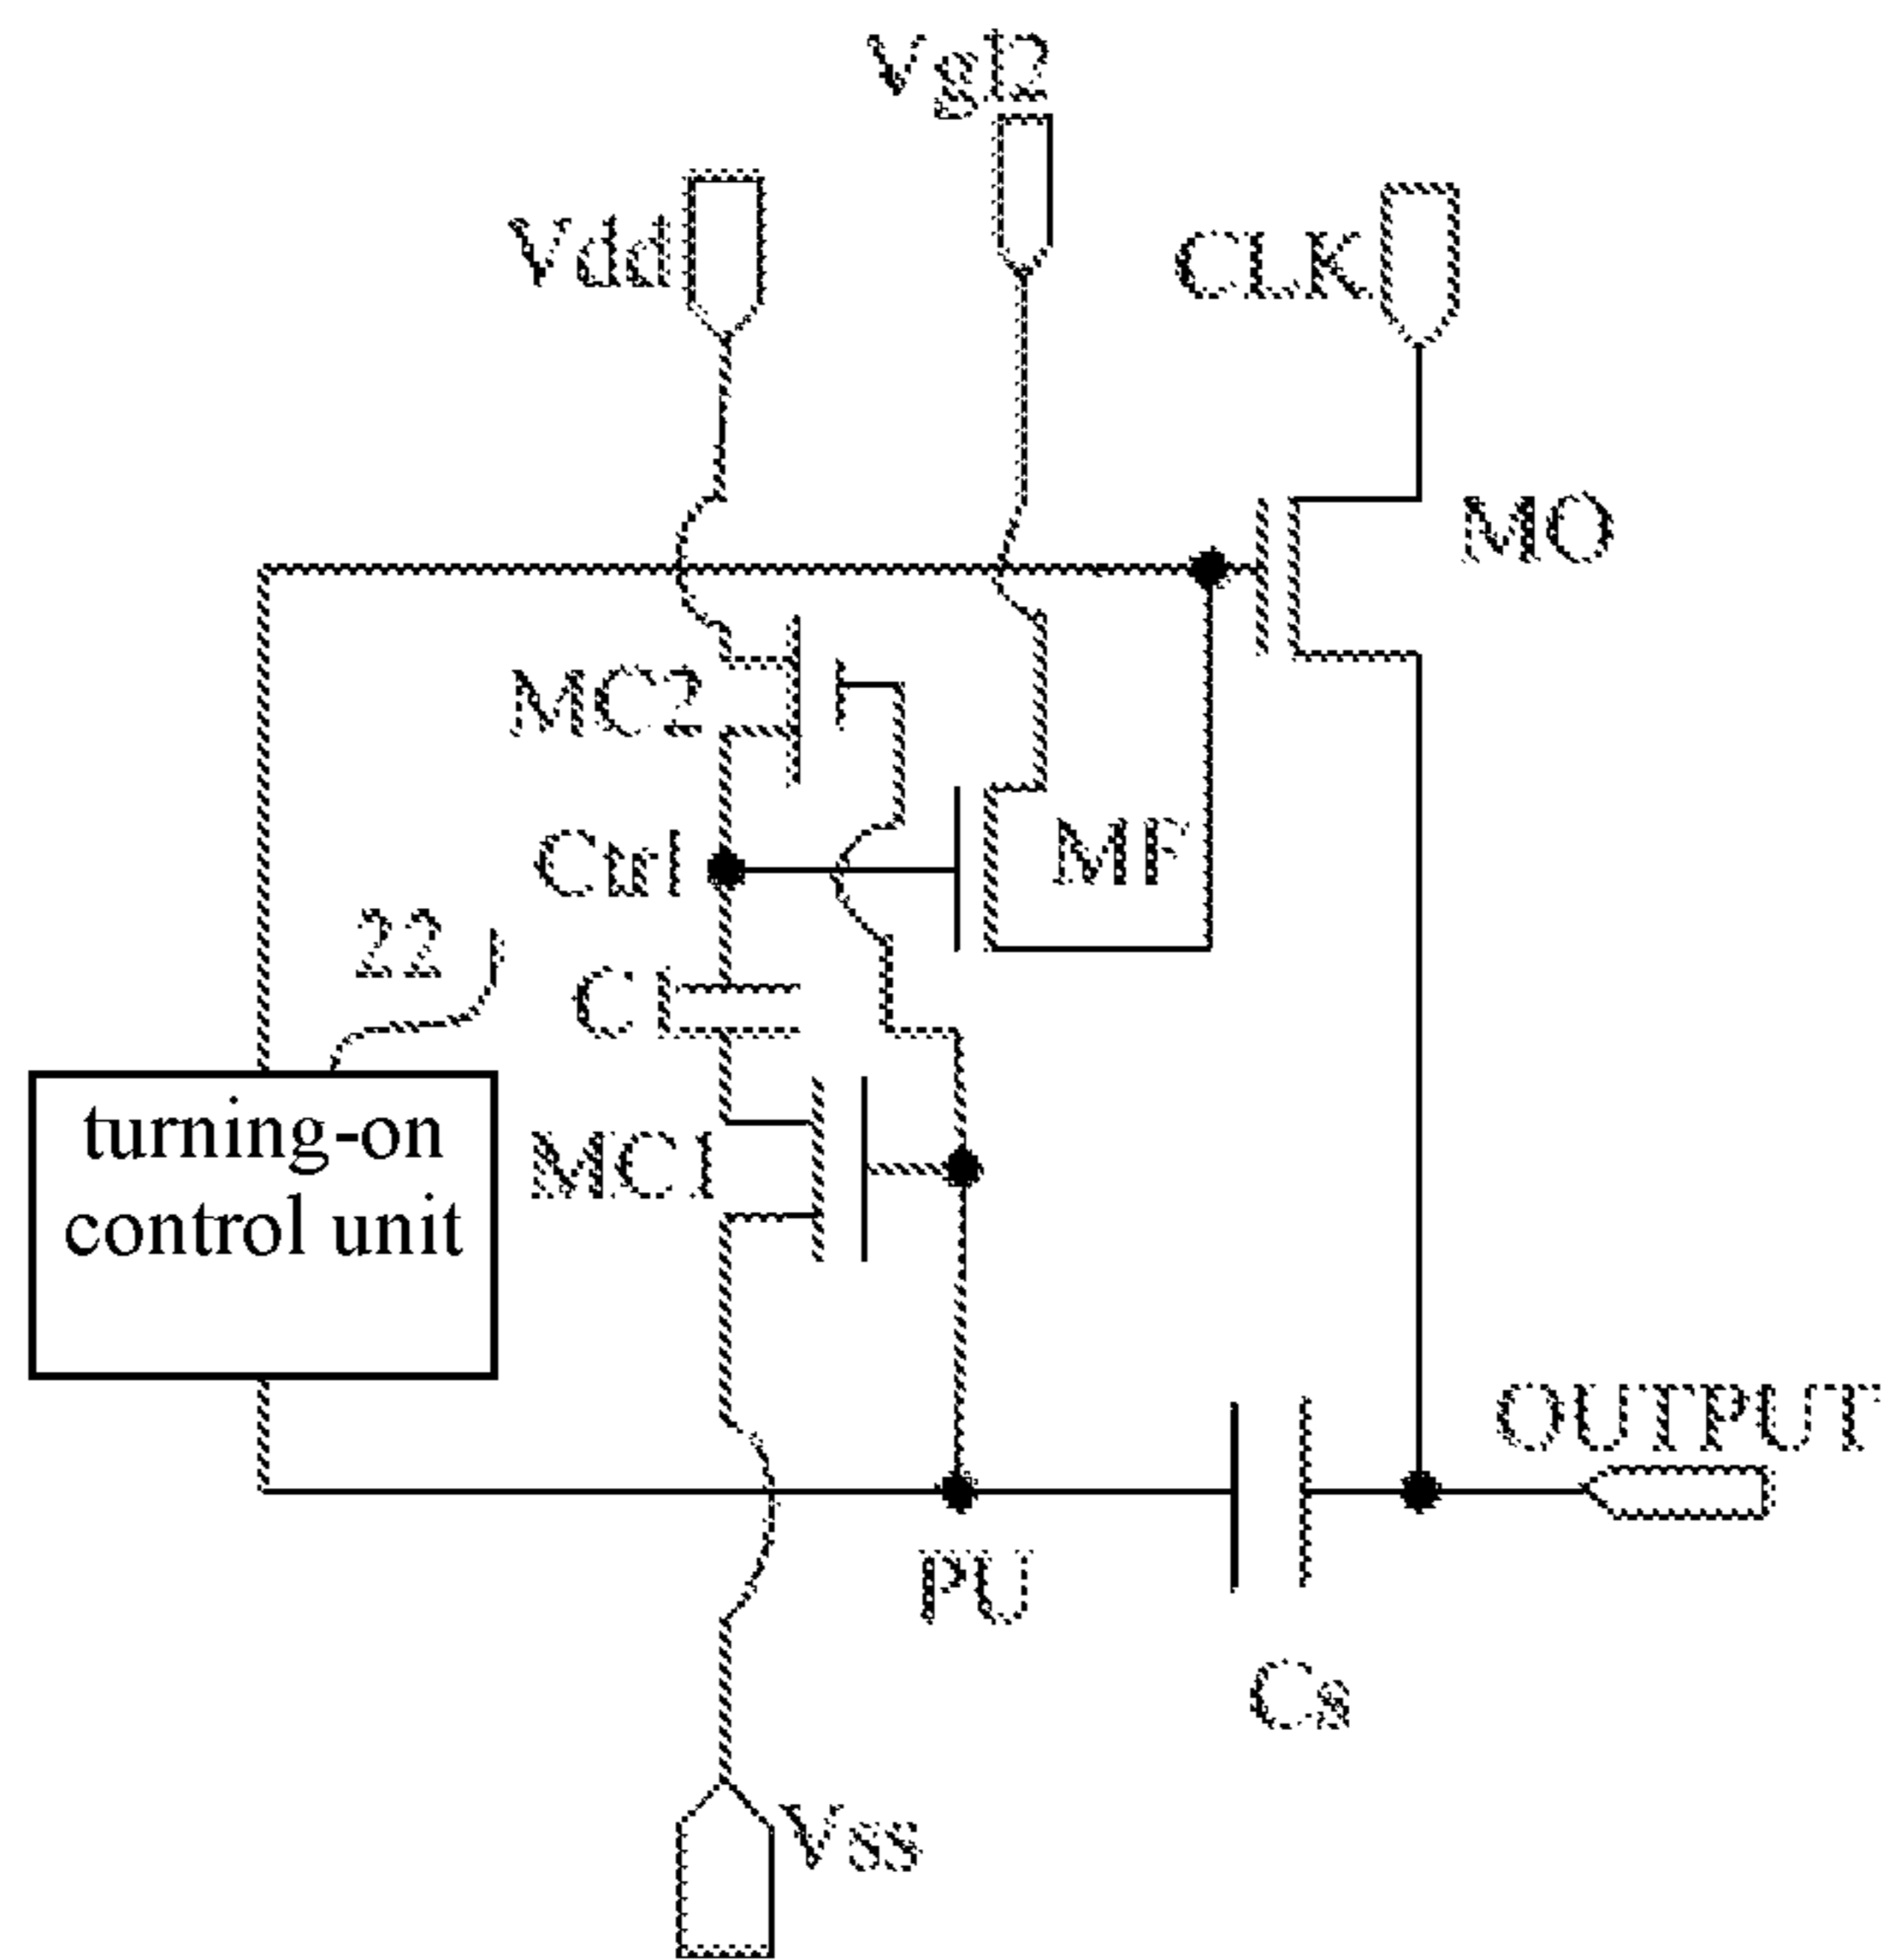 Vgl2
Vdd
CLK
MO
MC2
Ctrl
MF
22
C1
turning-on
control unit
MC1
OUTPUT
PU
Cs
Vss